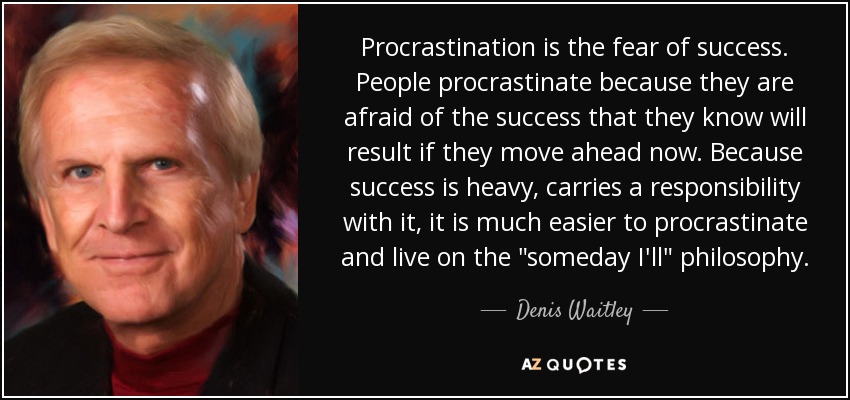 Procrastination is the fear of success.
People procrastinate because they are
afraid of the success that they know will
result if they move ahead now. Because
success is heavy, carries a responsibility
with it, it is much easier to procrastinate
and live on the "someday I'll" philosophy.
Denis Waitley
AZ QUOTES